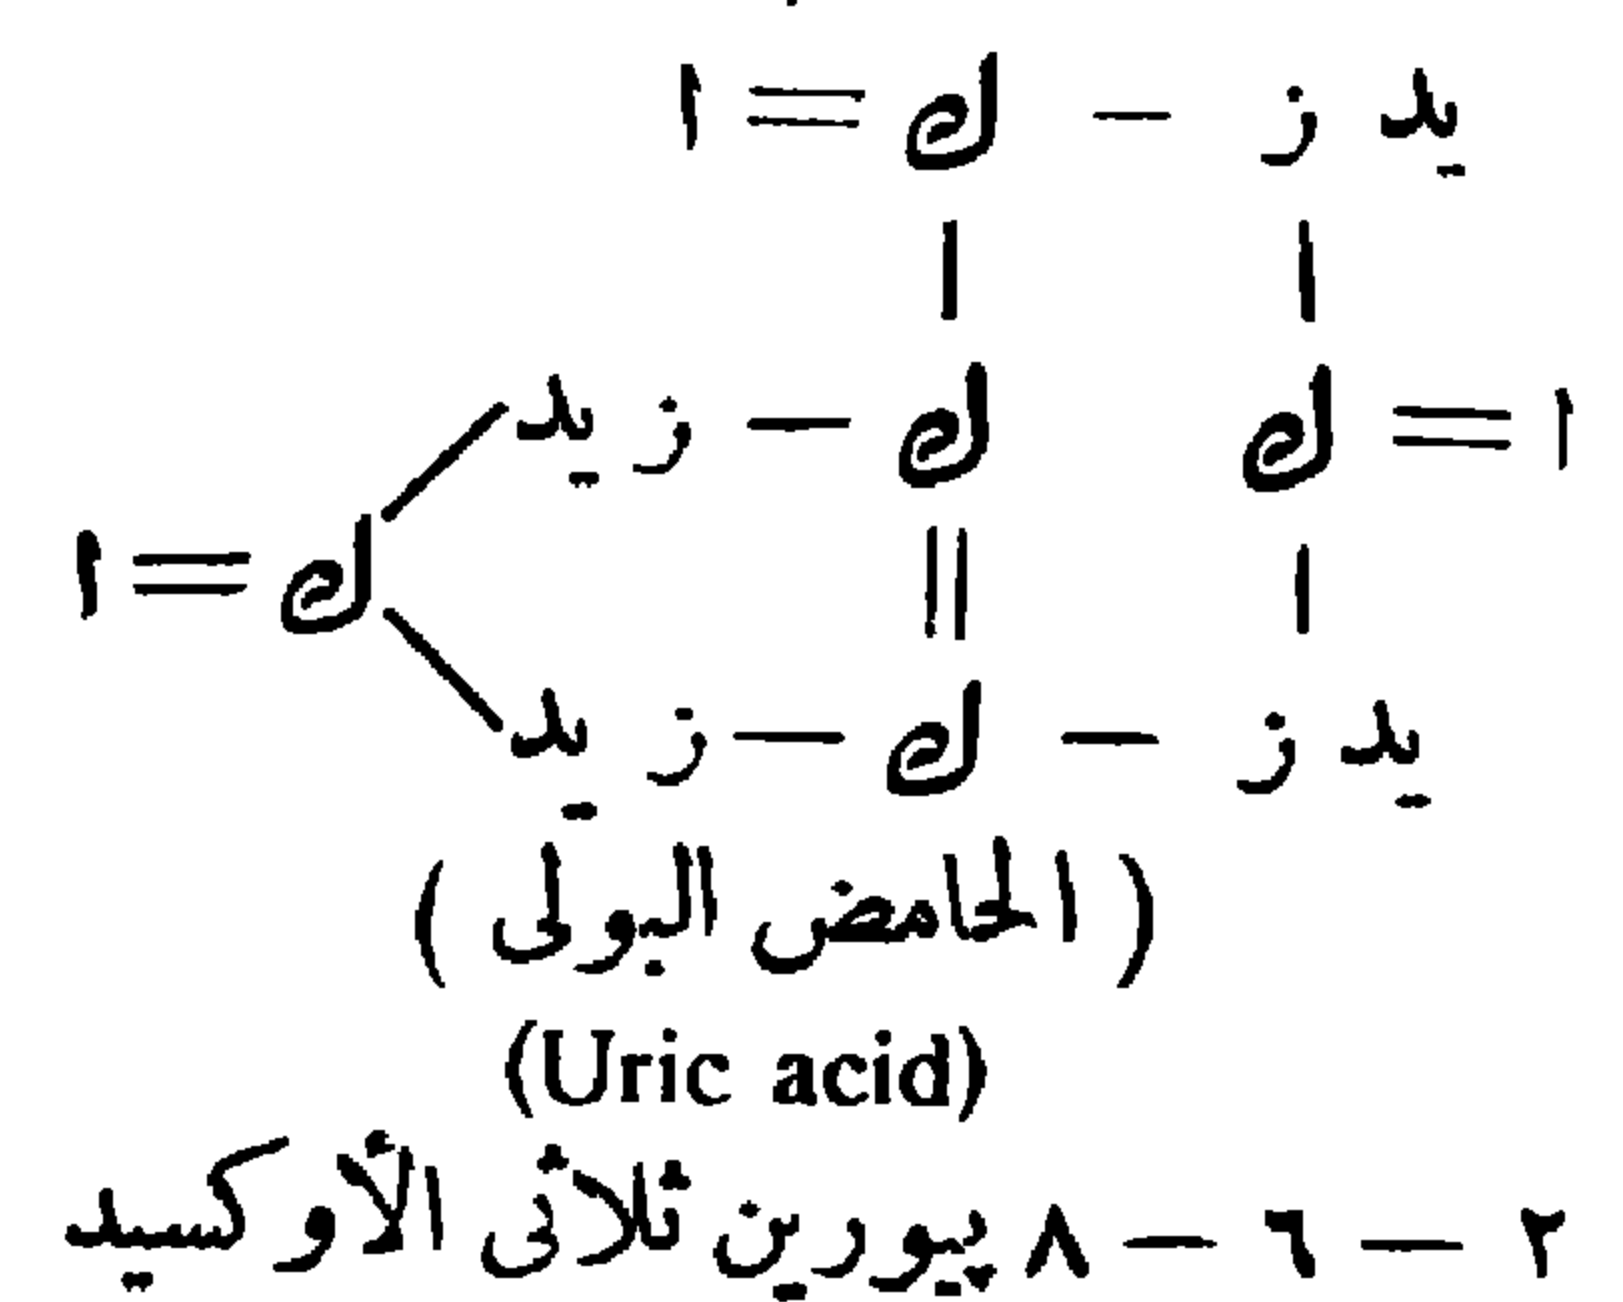 يد ز — ك = ا
ا = ك ك — ز يد
ك = ا
يد ز — ك — ز يد
( الحامض البولى )
(Uric acid)
٢ — ٦ — ٨ پيورين ثلاثى الأوكسيد